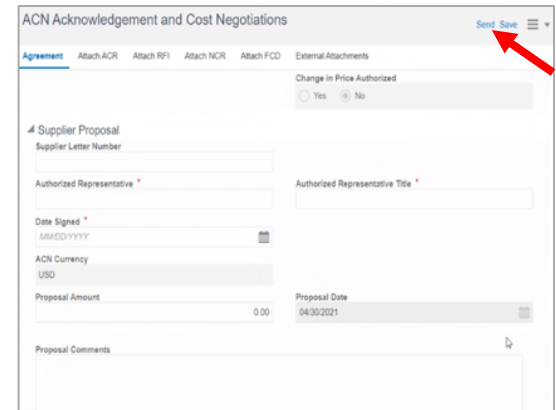 ACN Acknowledgement and Cost Negotiations
Send Save
Agreement Attach ACR Attach RFI Attach NCR Attach FCD External Attachments
Change in Price Authorized
Yes No
Supplier Proposal
Supplier Letter Number
Authorized Representative * Authorized Representative Title *
Date Signed *
MM/DD/YYYY
ACN Currency
USD
Proposal Amount Proposal Date
0.00 04/30/2021
Proposal Comments